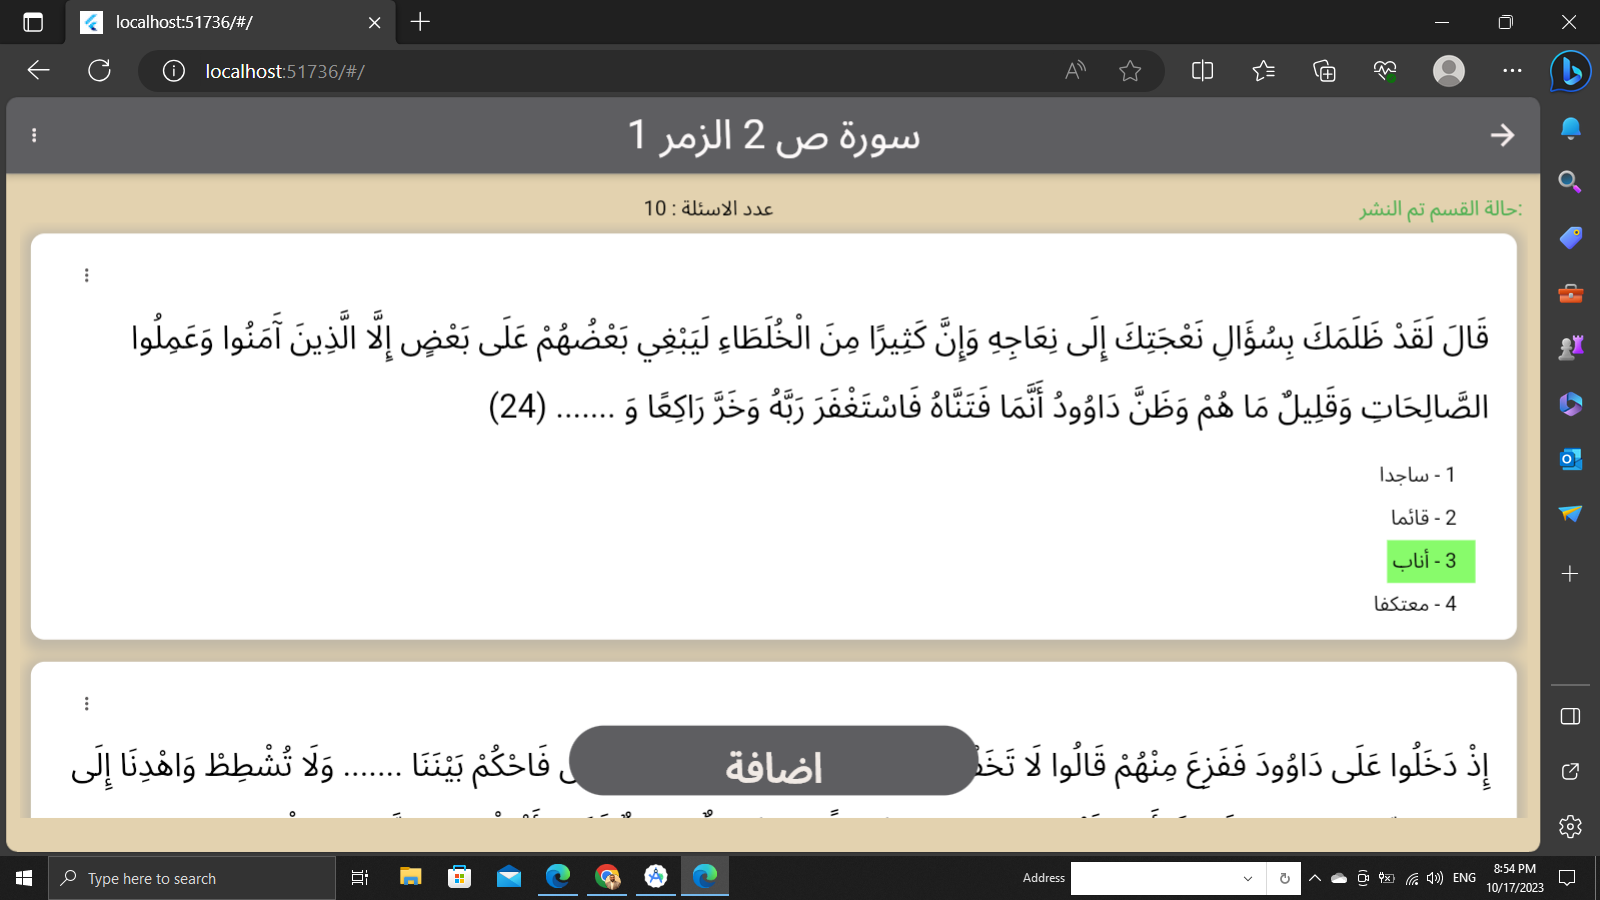 localhost:51736/#/
localhost:51736/#/
سورة ص 2 الزمر 1
عدد الاسئلة : 10
حالة القسم تم النشر:
قَالَ لَقَدْ ظَلَمَكَ بِسُؤَالِ نَعْجَتِكَ إِلَى نِعَاجِهِ وَإِنَّ كَثِيرًا مِنَ الْخُلَطَاءِ لَيَبْغِي بَعْضُهُمْ عَلَى بَعْضٍ إِلَّا الَّذِينَ آَمَنُوا وَعَمِلُوا
الصَّالِحَاتِ وَقَلِيلٌ مَا هُمْ وَظَنَّ دَاوُودُ أَنَّمَا فَتَنَّاهُ فَاسْتَغْفَرَ رَبَّهُ وَخَرَّ رَاكِعًا وَ ....... (24)
1 - ساجدا
2 - قائما
3 - أناب
4 - معتكفا
إِذْ دَخَلُوا عَلَى دَاوُودَ فَفَزِعَ مِنْهُمْ قَالُوا لَا فَاحْكُمْ بَيْنَنَا ....... وَلَا تُشْطِطْ وَاهْدِنَا إِلَى
اضافة
Type here to search
Address
ENG
8:54 PM
10/17/2023